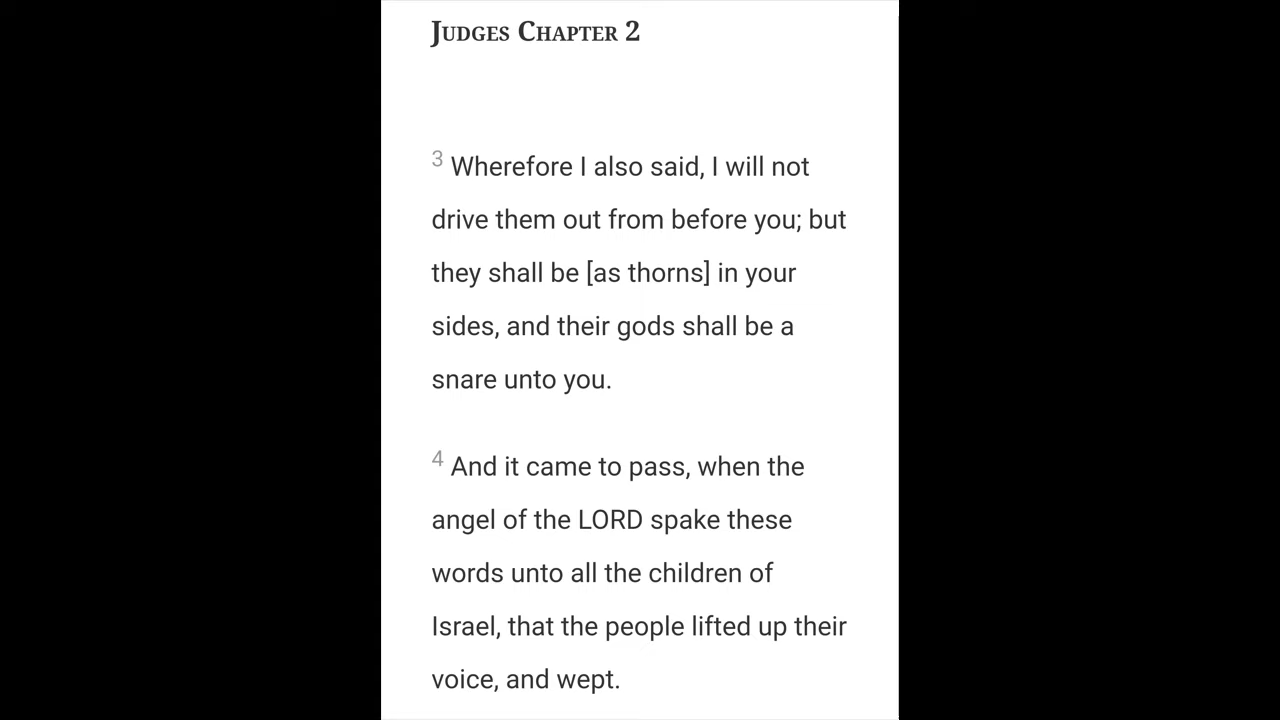 Judges Chapter 2
3 Wherefore I also said, I will not
drive them out from before you; but
they shall be [as thorns] in your
sides, and their gods shall be a
snare unto you.
4 And it came to pass, when the
angel of the LORD spake these
words unto all the children of
Israel, that the people lifted up their
voice, and wept.